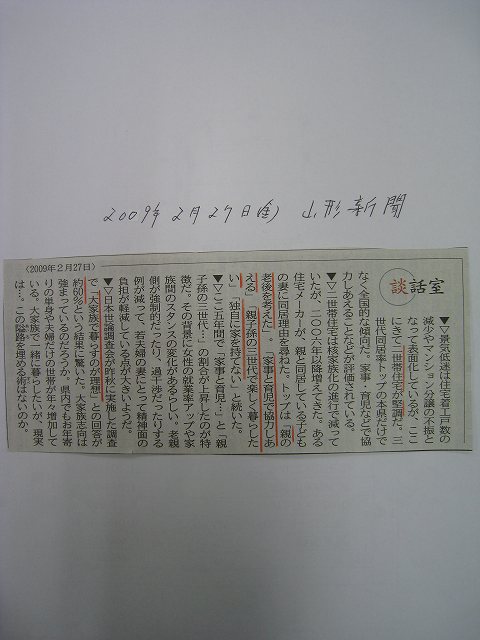 2009年2月27日(金) 山形新聞
〈2009年2月27日〉
談話室
▼▽景気低迷は住宅着工戸数の
減少やマンション分譲の不振と
なって表面化しているが、ここ
にきて二世帯住宅が堅調だ。三
世代同居率トップの本県だけで
なく全国的な傾向だ。家事・育児などで協
力しあえることなどが評価されている。
▼▽二世帯住宅は核家族化の進行で減って
いたが、二〇〇六年以降増えてきた。ある
住宅メーカーが、親と同居している子ども
の妻に同居理由を尋ねた。トップは「親の
老後を考えた」。「家事と育児で協力しあ
える」「親子孫の三世代で楽しく暮らした
い」「独自に家を持てない」と続いた。
▼▽ここ五年間で「家事と育児…」と「親
子孫の三世代…」の割合が上昇したのが特
徴だ。その背景に女性の就業率アップや家
族間のスタンスの変化があるらしい。老親
側が強制的だったり、過干渉だったりする
例が減って、若夫婦の妻にとって精神面の
負担が軽減している点が大きいようだ。
▼▽日本世論調査会が昨秋に実施した調査
で「大家族で暮らすのが理想」との回答が
約60%という結果に驚いた。大家族志向は
強まっているのだろうか。県内でもお年寄
りの単身や夫婦だけの世帯が年々増加して
いる。大家族で一緒に暮らしたいが、現実
は…。この隘路を埋める術はないのか。